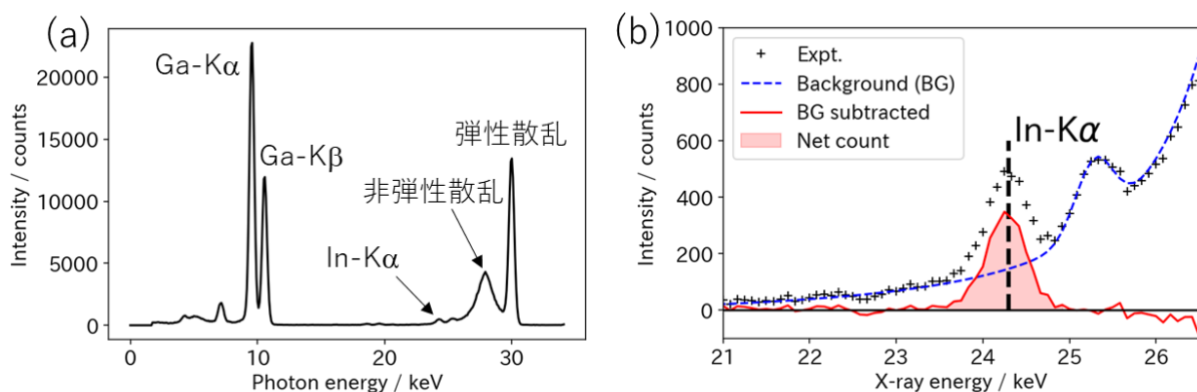 (a)
Ga-Kα
Ga-Kβ
弾性散乱
非弾性散乱
In-Kα
Intensity / counts
20000
15000
10000
5000
0
0
10
20
30
Photon energy / keV
(b)
Expt.
Background (BG)
BG subtracted
Net count
In-Kα
Intensity / counts
1000
800
600
400
200
0
21
22
23
24
25
26
X-ray energy / keV